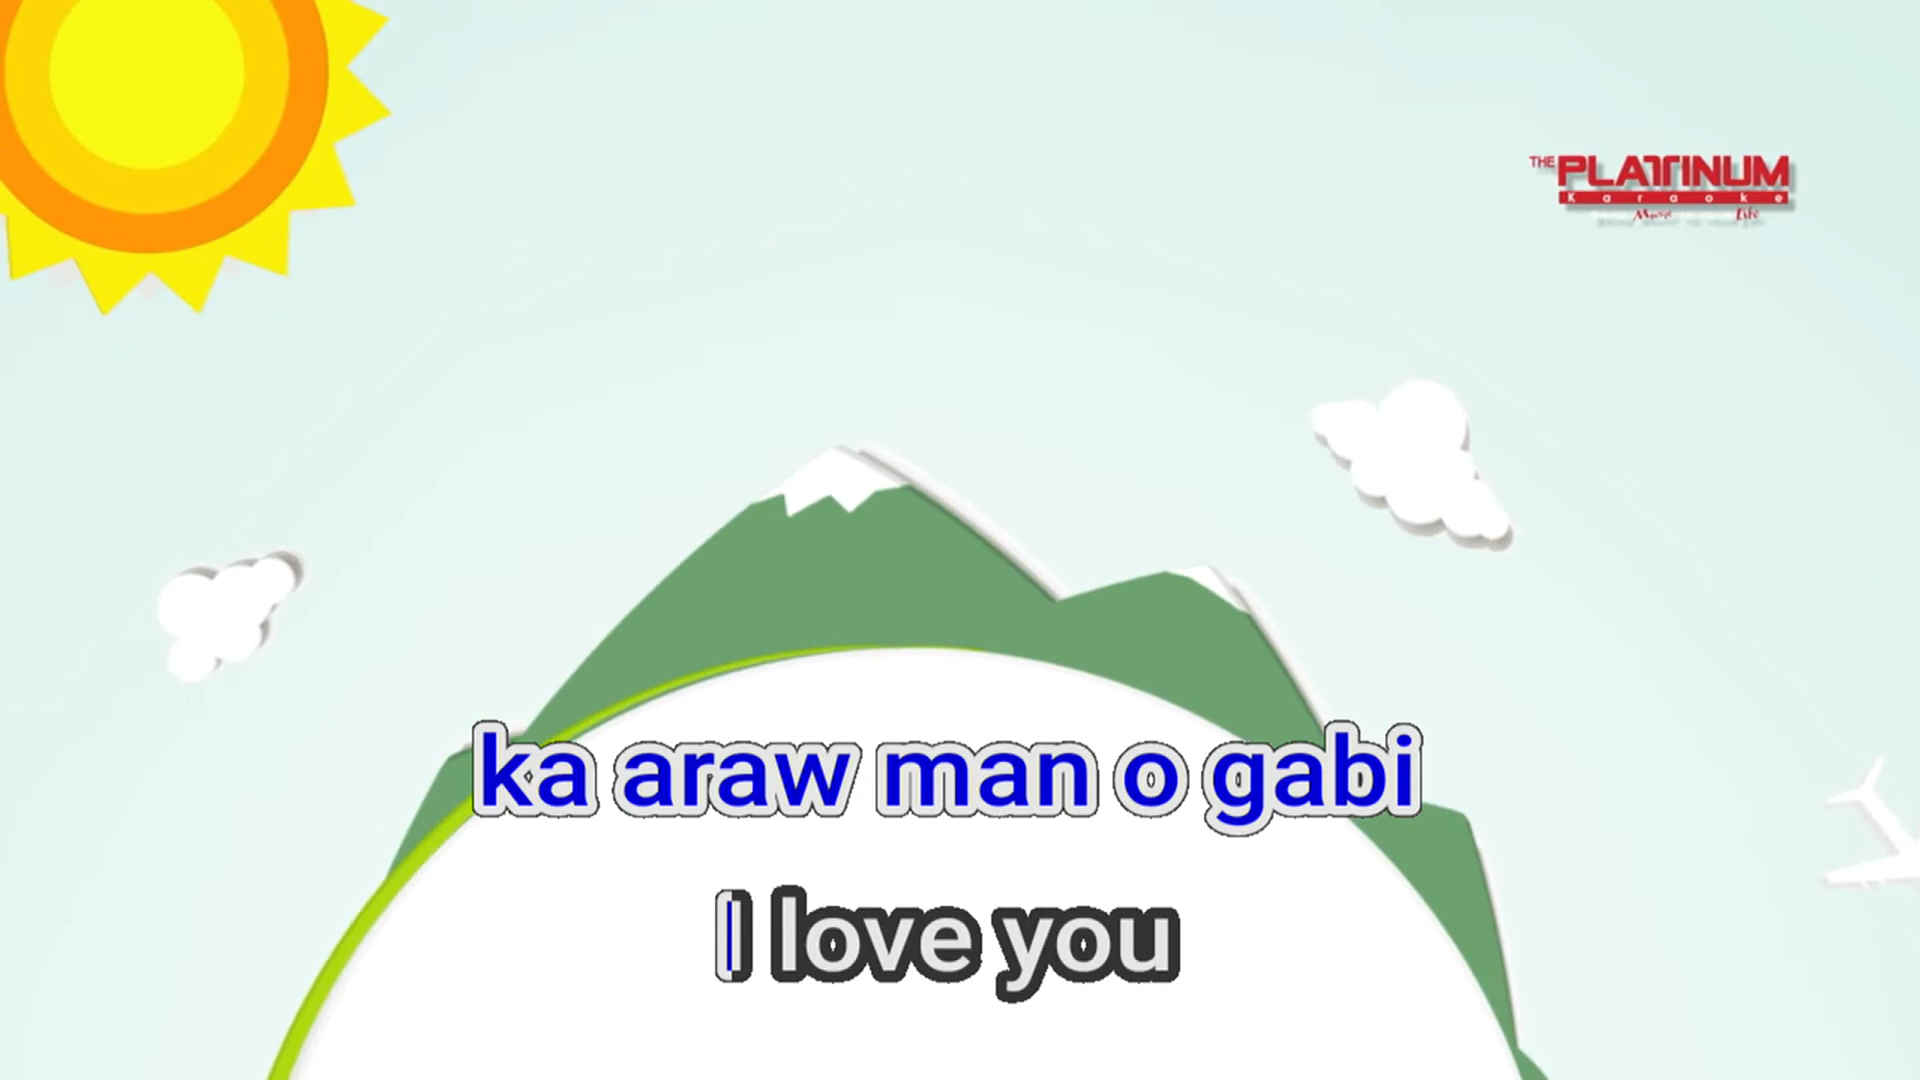 THE PLATINUM
Karaoke
Music Life
ka araw man o gabi
I love you